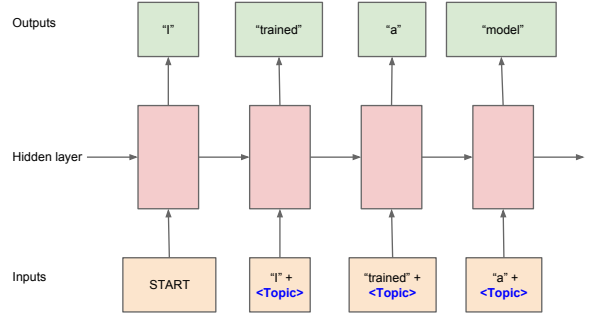 Outputs
“I”
“trained”
“a”
“model”
Hidden layer
Inputs
START
“I” +
<Topic>
“trained” +
<Topic>
“a” +
<Topic>